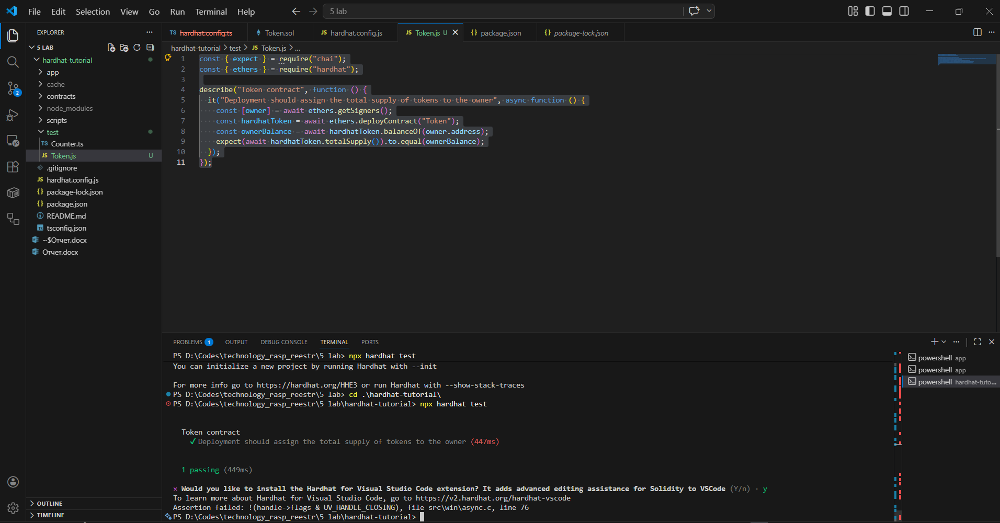 File Edit Selection View Go Run Terminal Help
5 lab
EXPLORER
5 LAB
hardhat-tutorial
app
cache
contracts
node_modules
scripts
test
TS Counter.ts
JS Token.js U
.gitignore
JS hardhat.config.js
{} package-lock.json
{} package.json
README.md
TS tsconfig.json
~$Отчет.docx
Отчет.docx
OUTLINE
TIMELINE
2
TS hardhat.config.ts
Token.sol
JS hardhat.config.js
JS Token.js U
{} package.json
{} package-lock.json
hardhat-tutorial > test > JS Token.js > ...
1 const { expect } = require("chai");
2 const { ethers } = require("hardhat");
3
4 describe("Token contract", function () {
5 it("Deployment should assign the total supply of tokens to the owner", async function () {
6 const [owner] = await ethers.getSigners();
7 const hardhatToken = await ethers.deployContract("Token");
8 const ownerBalance = await hardhatToken.balanceOf(owner.address);
9 expect(await hardhatToken.totalSupply()).to.equal(ownerBalance);
10 });
11 });
PROBLEMS 1 OUTPUT DEBUG CONSOLE TERMINAL PORTS
PS D:\Codes\technology_rasp_reestr\5 lab> npx hardhat test
You can initialize a new project by running Hardhat with --init
For more info go to https://hardhat.org/HHE3 or run Hardhat with --show-stack-traces
PS D:\Codes\technology_rasp_reestr\5 lab> cd .\hardhat-tutorial\
PS D:\Codes\technology_rasp_reestr\5 lab\hardhat-tutorial> npx hardhat test
Token contract
✓ Deployment should assign the total supply of tokens to the owner (447ms)
1 passing (449ms)
× Would you like to install the Hardhat for Visual Studio Code extension? It adds advanced editing assistance for Solidity to VSCode (Y/n) · y
To learn more about Hardhat for Visual Studio Code, go to https://v2.hardhat.org/hardhat-vscode
Assertion failed: !(handle->flags & UV_HANDLE_CLOSING), file src\win\async.c, line 76
PS D:\Codes\technology_rasp_reestr\5 lab\hardhat-tutorial>
powershell app
powershell app
powershell hardhat-tuto...